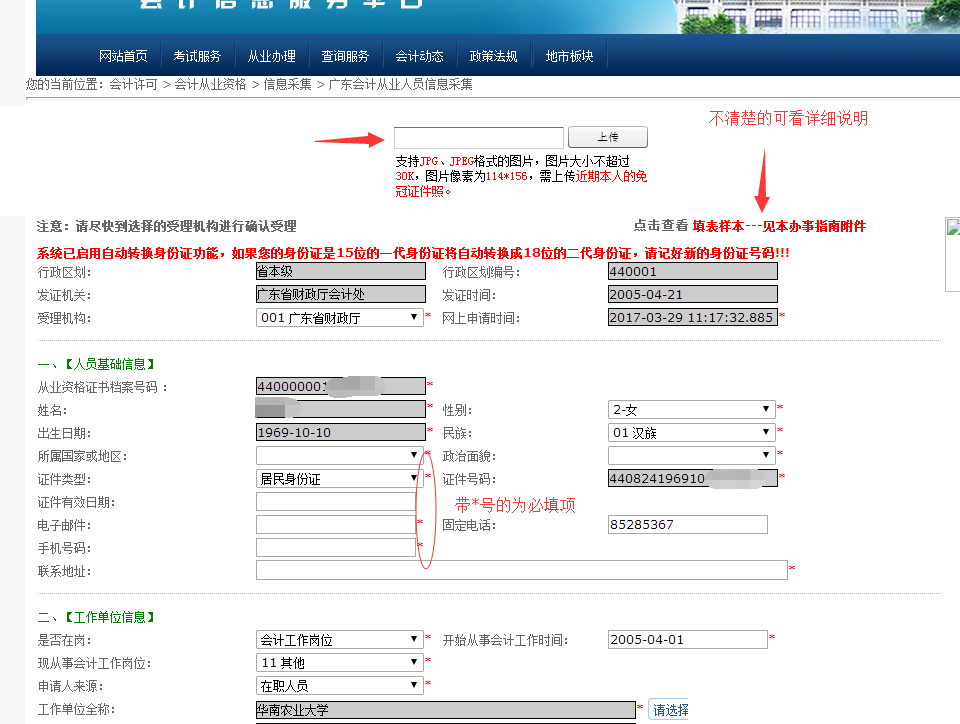 会计信息服务平台
网站首页 考试服务 从业办理 查询服务 会计动态 政策法规 地市板块
您的当前位置：会计许可 > 会计从业资格 > 信息采集 > 广东会计从业人员信息采集
不清楚的可看详细说明
上传
支持JPG、JPEG格式的图片，图片大小不超过
30K，图片像素为114*156，需上传近期本人的免
冠证件照。
注意：请尽快到选择的受理机构进行确认受理 点击查看 填表样本---见本办事指南附件
系统已启用自动转换身份证功能，如果您的身份证是15位的一代身份证将自动转换成18位的二代身份证，请记好新的身份证号码!!!
行政区划： 省本级 行政区划编号： 440001
发证机关： 广东省财政厅会计处 发证时间： 2005-04-21
受理机构： 001 广东省财政厅 * 网上申请时间： 2017-03-29 11:17:32.885 *
一、【人员基础信息】
从业资格证书档案号码： 440000001 *
姓名： * 性别： 2-女 *
出生日期： 1969-10-10 * 民族： 01 汉族 *
所属国家或地区： * 政治面貌： *
证件类型： 居民身份证 * 证件号码： 440824196910 *
证件有效日期： 带*号的为必填项
电子邮件： * 固定电话： 85285367
手机号码： *
联系地址： *
二、【工作单位信息】
是否在岗： 会计工作岗位 * 开始从事会计工作时间： 2005-04-01 *
现从事会计工作岗位： 11 其他 *
申请人来源： 在职人员 *
工作单位全称： 华南农业大学 * 请选择